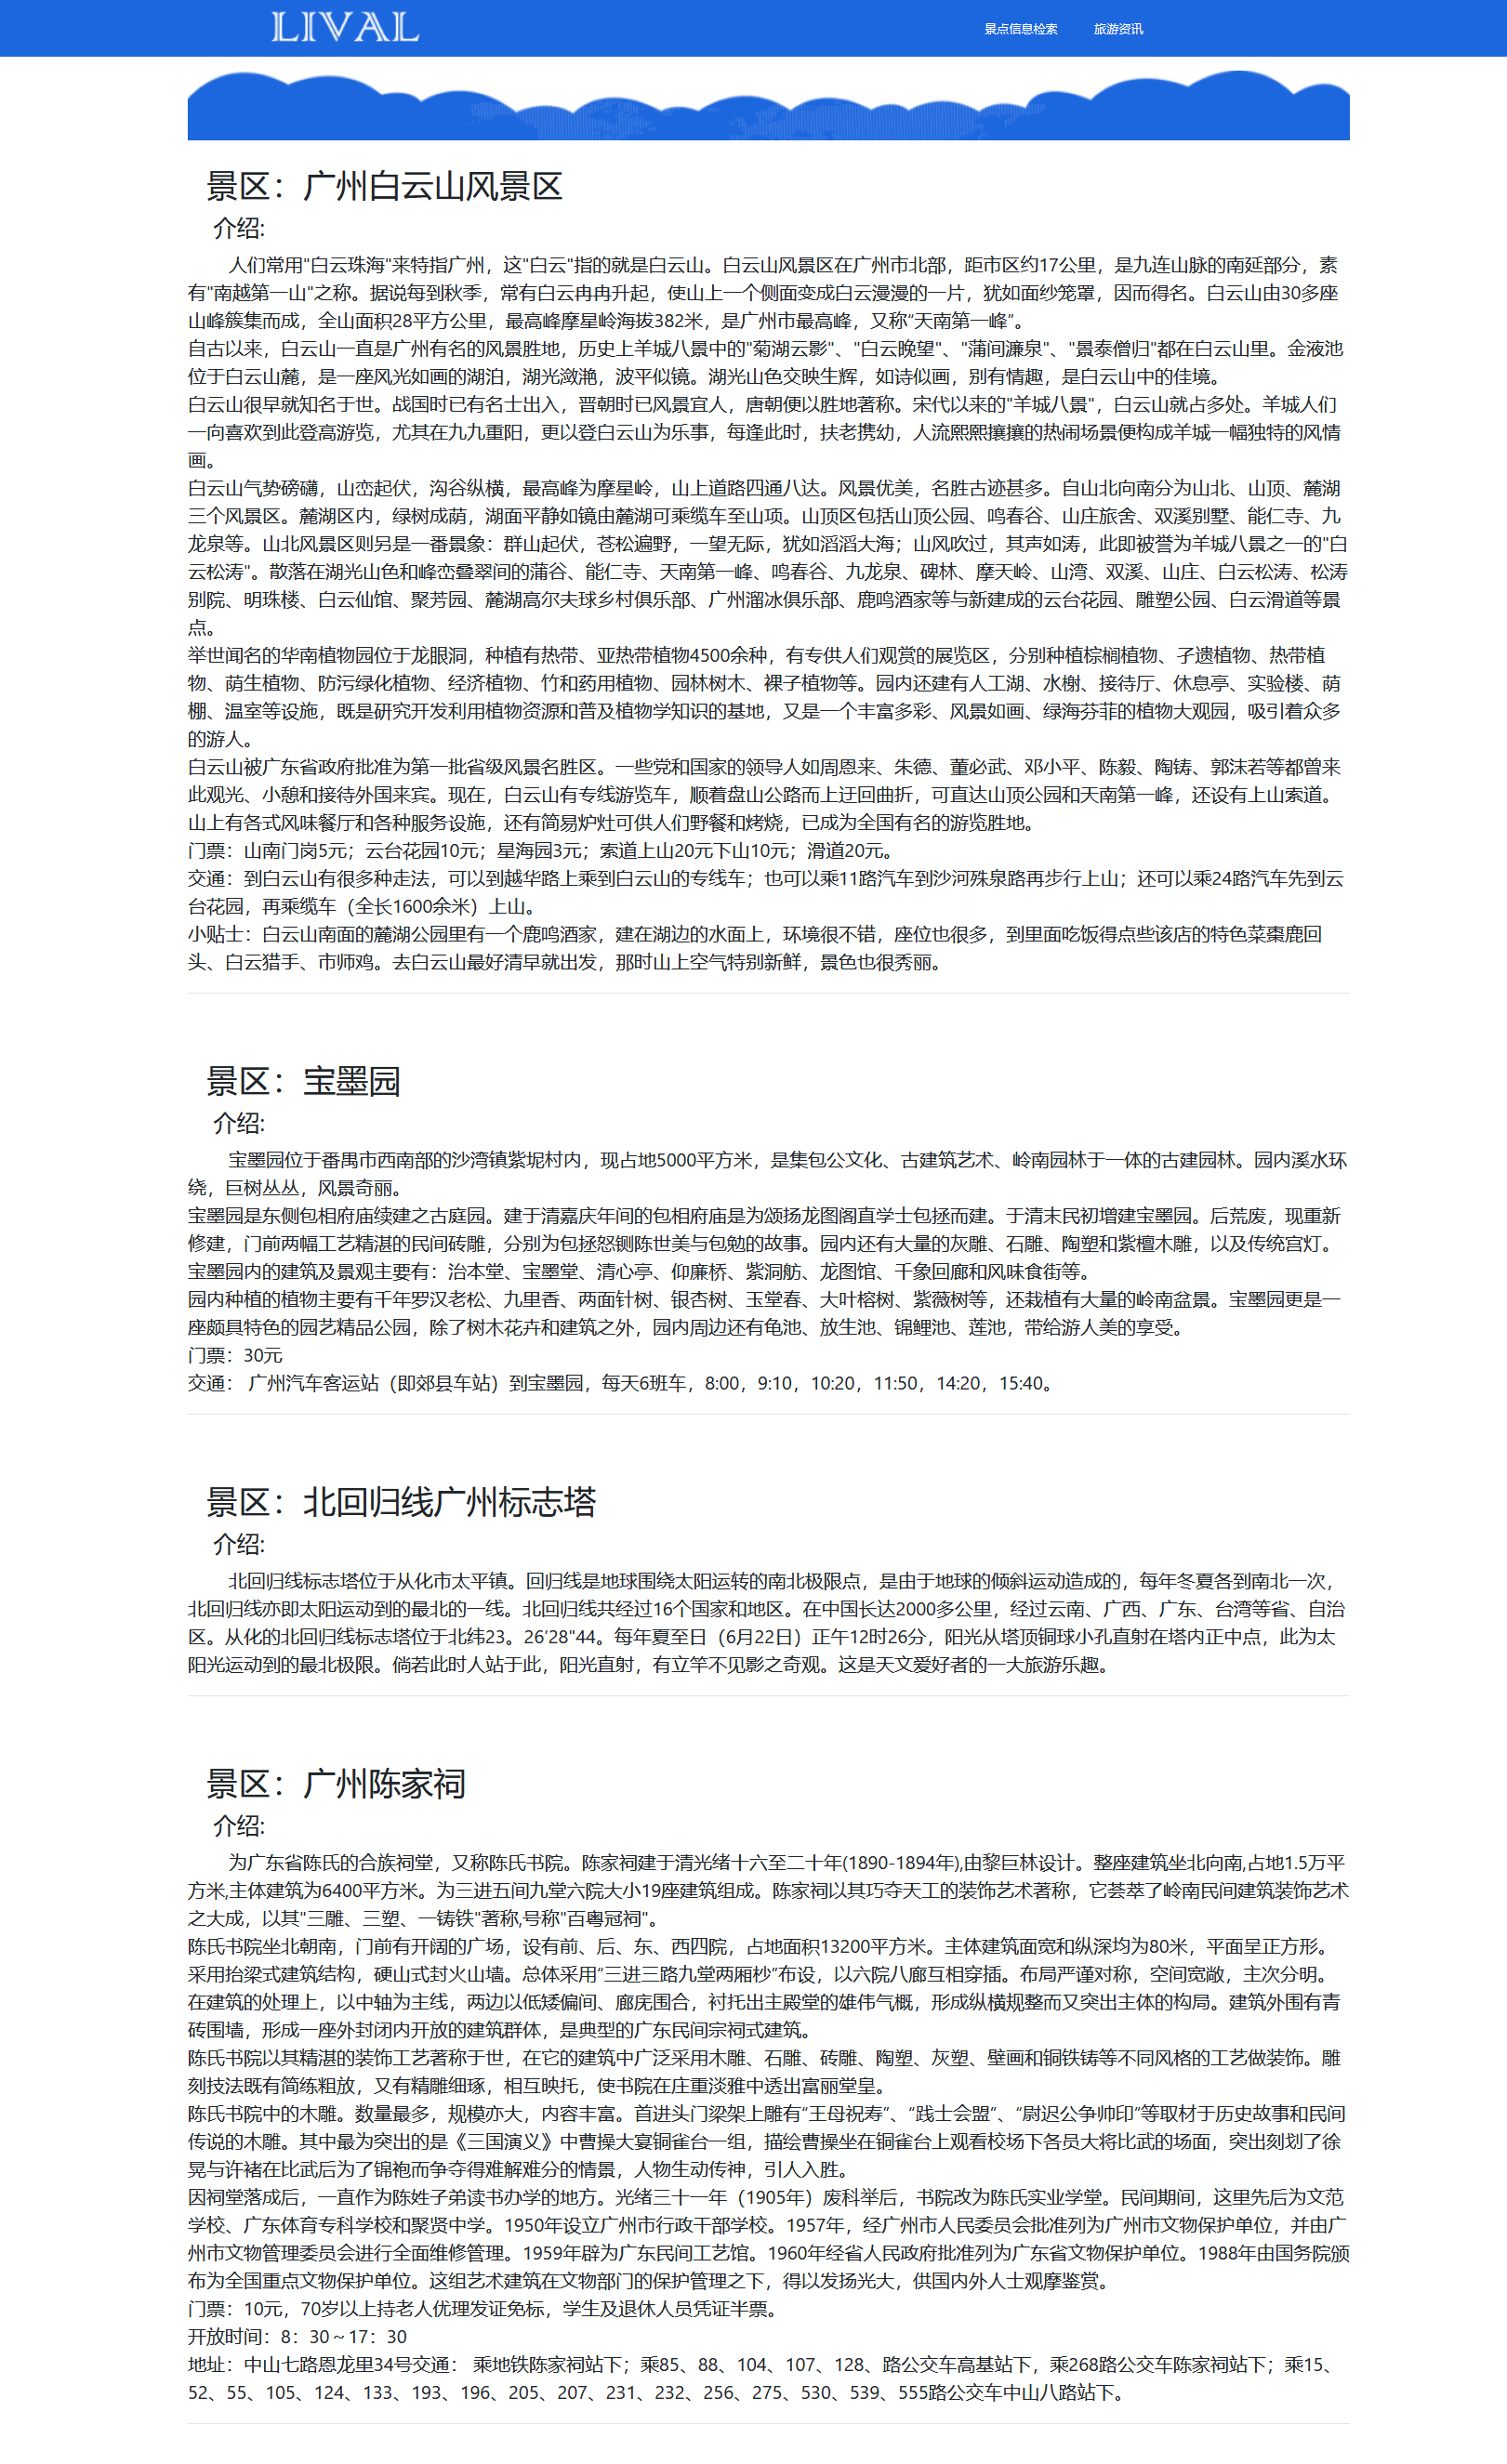 LIVAL
景点信息检索
旅游资讯
景区：广州白云山风景区
介绍:
人们常用"白云珠海"来特指广州，这"白云"指的就是白云山。白云山风景区在广州市北部，距市区约17公里，是九连山脉的南延部分，素
有"南越第一山"之称。据说每到秋季，常有白云冉冉升起，使山上一个侧面变成白云漫漫的一片，犹如面纱笼罩，因而得名。白云山由30多座
山峰簇集而成，全山面积28平方公里，最高峰摩星岭海拔382米，是广州市最高峰，又称“天南第一峰”。
自古以来，白云山一直是广州有名的风景胜地，历史上羊城八景中的"菊湖云影"、"白云晚望"、"蒲间濂泉"、"景泰僧归"都在白云山里。金液池
位于白云山麓，是一座风光如画的湖泊，湖光潋滟，波平似镜。湖光山色交映生辉，如诗似画，别有情趣，是白云山中的佳境。
白云山很早就知名于世。战国时已有名士出入，晋朝时已风景宜人，唐朝便以胜地著称。宋代以来的"羊城八景"，白云山就占多处。羊城人们
一向喜欢到此登高游览，尤其在九九重阳，更以登白云山为乐事，每逢此时，扶老携幼，人流熙熙攘攘的热闹场景便构成羊城一幅独特的风情
画。
白云山气势磅礴，山峦起伏，沟谷纵横，最高峰为摩星岭，山上道路四通八达。风景优美，名胜古迹甚多。自山北向南分为山北、山顶、麓湖
三个风景区。麓湖区内，绿树成荫，湖面平静如镜由麓湖可乘缆车至山项。山顶区包括山顶公园、鸣春谷、山庄旅舍、双溪别墅、能仁寺、九
龙泉等。山北风景区则另是一番景象：群山起伏，苍松遍野，一望无际，犹如滔滔大海；山风吹过，其声如涛，此即被誉为羊城八景之一的"白
云松涛"。散落在湖光山色和峰峦叠翠间的蒲谷、能仁寺、天南第一峰、鸣春谷、九龙泉、碑林、摩天岭、山湾、双溪、山庄、白云松涛、松涛
别院、明珠楼、白云仙馆、聚芳园、麓湖高尔夫球乡村俱乐部、广州溜冰俱乐部、鹿鸣酒家等与新建成的云台花园、雕塑公园、白云滑道等景
点。
举世闻名的华南植物园位于龙眼洞，种植有热带、亚热带植物4500余种，有专供人们观赏的展览区，分别种植棕榈植物、孑遗植物、热带植
物、荫生植物、防污绿化植物、经济植物、竹和药用植物、园林树木、裸子植物等。园内还建有人工湖、水榭、接待厅、休息亭、实验楼、荫
棚、温室等设施，既是研究开发利用植物资源和普及植物学知识的基地，又是一个丰富多彩、风景如画、绿海芬菲的植物大观园，吸引着众多
的游人。
白云山被广东省政府批准为第一批省级风景名胜区。一些党和国家的领导人如周恩来、朱德、董必武、邓小平、陈毅、陶铸、郭沫若等都曾来
此观光、小憩和接待外国来宾。现在，白云山有专线游览车，顺着盘山公路而上迂回曲折，可直达山顶公园和天南第一峰，还设有上山索道。
山上有各式风味餐厅和各种服务设施，还有简易炉灶可供人们野餐和烤烧，已成为全国有名的游览胜地。
门票：山南门岗5元；云台花园10元；星海园3元；索道上山20元下山10元；滑道20元。
交通：到白云山有很多种走法，可以到越华路上乘到白云山的专线车；也可以乘11路汽车到沙河殊泉路再步行上山；还可以乘24路汽车先到云
台花园，再乘缆车（全长1600余米）上山。
小贴士：白云山南面的麓湖公园里有一个鹿鸣酒家，建在湖边的水面上，环境很不错，座位也很多，到里面吃饭得点些该店的特色菜枣鹿回
头、白云猎手、市师鸡。去白云山最好清早就出发，那时山上空气特别新鲜，景色也很秀丽。
景区：宝墨园
介绍:
宝墨园位于番禺市西南部的沙湾镇紫坭村内，现占地5000平方米，是集包公文化、古建筑艺术、岭南园林于一体的古建园林。园内溪水环
绕，巨树丛丛，风景奇丽。
宝墨园是东侧包相府庙续建之古庭园。建于清嘉庆年间的包相府庙是为颂扬龙图阁直学士包拯而建。于清末民初增建宝墨园。后荒废，现重新
修建，门前两幅工艺精湛的民间砖雕，分别为包拯怒铡陈世美与包勉的故事。园内还有大量的灰雕、石雕、陶塑和紫檀木雕，以及传统宫灯。
宝墨园内的建筑及景观主要有：治本堂、宝墨堂、清心亭、仰廉桥、紫洞舫、龙图馆、千象回廊和风味食街等。
园内种植的植物主要有千年罗汉老松、九里香、两面针树、银杏树、玉堂春、大叶榕树、紫薇树等，还栽植有大量的岭南盆景。宝墨园更是一
座颇具特色的园艺精品公园，除了树木花卉和建筑之外，园内周边还有龟池、放生池、锦鲤池、莲池，带给游人美的享受。
门票：30元
交通： 广州汽车客运站（即郊县车站）到宝墨园，每天6班车，8:00，9:10，10:20，11:50，14:20，15:40。
景区：北回归线广州标志塔
介绍:
北回归线标志塔位于从化市太平镇。回归线是地球围绕太阳运转的南北极限点，是由于地球的倾斜运动造成的，每年冬夏各到南北一次，
北回归线亦即太阳运动到的最北的一线。北回归线共经过16个国家和地区。在中国长达2000多公里，经过云南、广西、广东、台湾等省、自治
区。从化的北回归线标志塔位于北纬23。26‘28"44。每年夏至日（6月22日）正午12时26分，阳光从塔顶铜球小孔直射在塔内正中点，此为太
阳光运动到的最北极限。倘若此时人站于此，阳光直射，有立竿不见影之奇观。这是天文爱好者的一大旅游乐趣。
景区：广州陈家祠
介绍:
为广东省陈氏的合族祠堂，又称陈氏书院。陈家祠建于清光绪十六至二十年(1890-1894年),由黎巨林设计。整座建筑坐北向南,占地1.5万平
方米,主体建筑为6400平方米。为三进五间九堂六院大小19座建筑组成。陈家祠以其巧夺天工的装饰艺术著称，它荟萃了岭南民间建筑装饰艺术
之大成，以其"三雕、三塑、一铸铁"著称,号称"百粤冠祠"。
陈氏书院坐北朝南，门前有开阔的广场，设有前、后、东、西四院，占地面积13200平方米。主体建筑面宽和纵深均为80米，平面呈正方形。
采用抬梁式建筑结构，硬山式封火山墙。总体采用“三进三路九堂两厢杪”布设，以六院八廊互相穿插。布局严谨对称，空间宽敞，主次分明。
在建筑的处理上，以中轴为主线，两边以低矮偏间、廊庑围合，衬托出主殿堂的雄伟气概，形成纵横规整而又突出主体的构局。建筑外围有青
砖围墙，形成一座外封闭内开放的建筑群体，是典型的广东民间宗祠式建筑。
陈氏书院以其精湛的装饰工艺著称于世，在它的建筑中广泛采用木雕、石雕、砖雕、陶塑、灰塑、壁画和铜铁铸等不同风格的工艺做装饰。雕
刻技法既有简练粗放，又有精雕细琢，相互映托，使书院在庄重淡雅中透出富丽堂皇。
陈氏书院中的木雕。数量最多，规模亦大，内容丰富。首进头门梁架上雕有“王母祝寿”、“践士会盟”、“尉迟公争帅印”等取材于历史故事和民间
传说的木雕。其中最为突出的是《三国演义》中曹操大宴铜雀台一组，描绘曹操坐在铜雀台上观看校场下各员大将比武的场面，突出刻划了徐
晃与许褚在比武后为了锦袍而争夺得难解难分的情景，人物生动传神，引人入胜。
因祠堂落成后，一直作为陈姓子弟读书办学的地方。光绪三十一年（1905年）废科举后，书院改为陈氏实业学堂。民间期间，这里先后为文范
学校、广东体育专科学校和聚贤中学。1950年设立广州市行政干部学校。1957年，经广州市人民委员会批准列为广州市文物保护单位，并由广
州市文物管理委员会进行全面维修管理。1959年辟为广东民间工艺馆。1960年经省人民政府批准列为广东省文物保护单位。1988年由国务院颁
布为全国重点文物保护单位。这组艺术建筑在文物部门的保护管理之下，得以发扬光大，供国内外人士观摩鉴赏。
门票：10元，70岁以上持老人优理发证免标，学生及退休人员凭证半票。
开放时间：8：30～17：30
地址：中山七路恩龙里34号交通： 乘地铁陈家祠站下；乘85、88、104、107、128、路公交车高基站下，乘268路公交车陈家祠站下；乘15、
52、55、105、124、133、193、196、205、207、231、232、256、275、530、539、555路公交车中山八路站下。